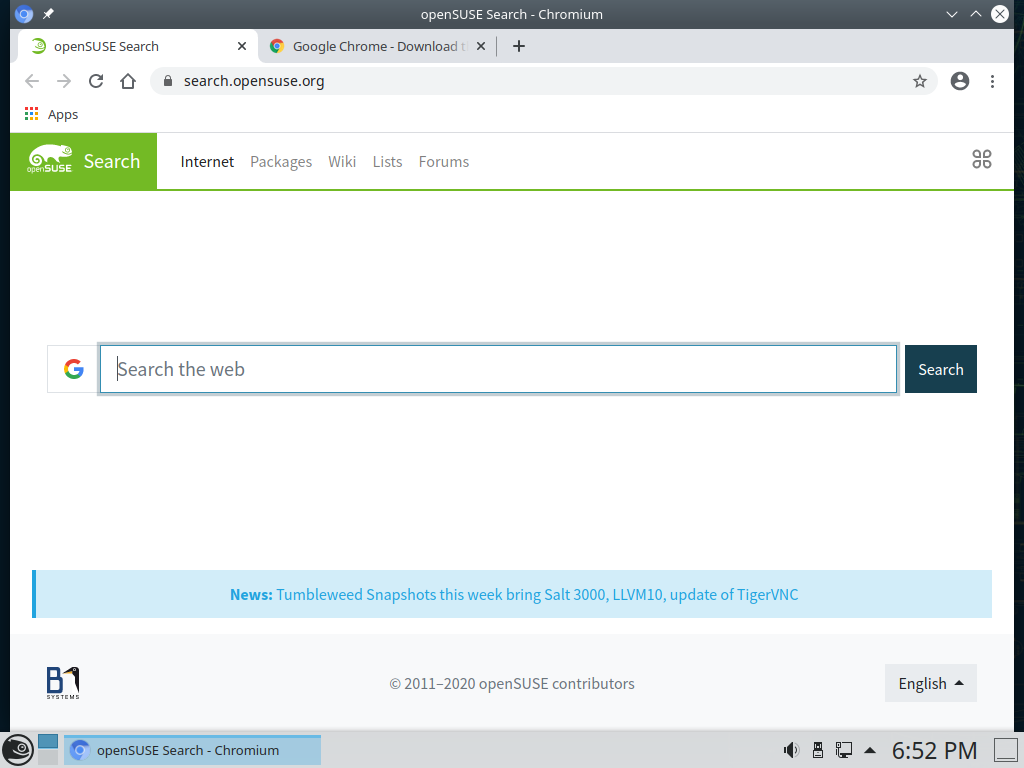 openSUSE Search - Chromium
openSUSE Search
Google Chrome - Download t
search.opensuse.org
Apps
openSUSE
Search
Internet
Packages
Wiki
Lists
Forums
Search the web
Search
News: Tumbleweed Snapshots this week bring Salt 3000, LLVM10, update of TigerVNC
B1
SYSTEMS
© 2011–2020 openSUSE contributors
English
openSUSE Search - Chromium
6:52 PM